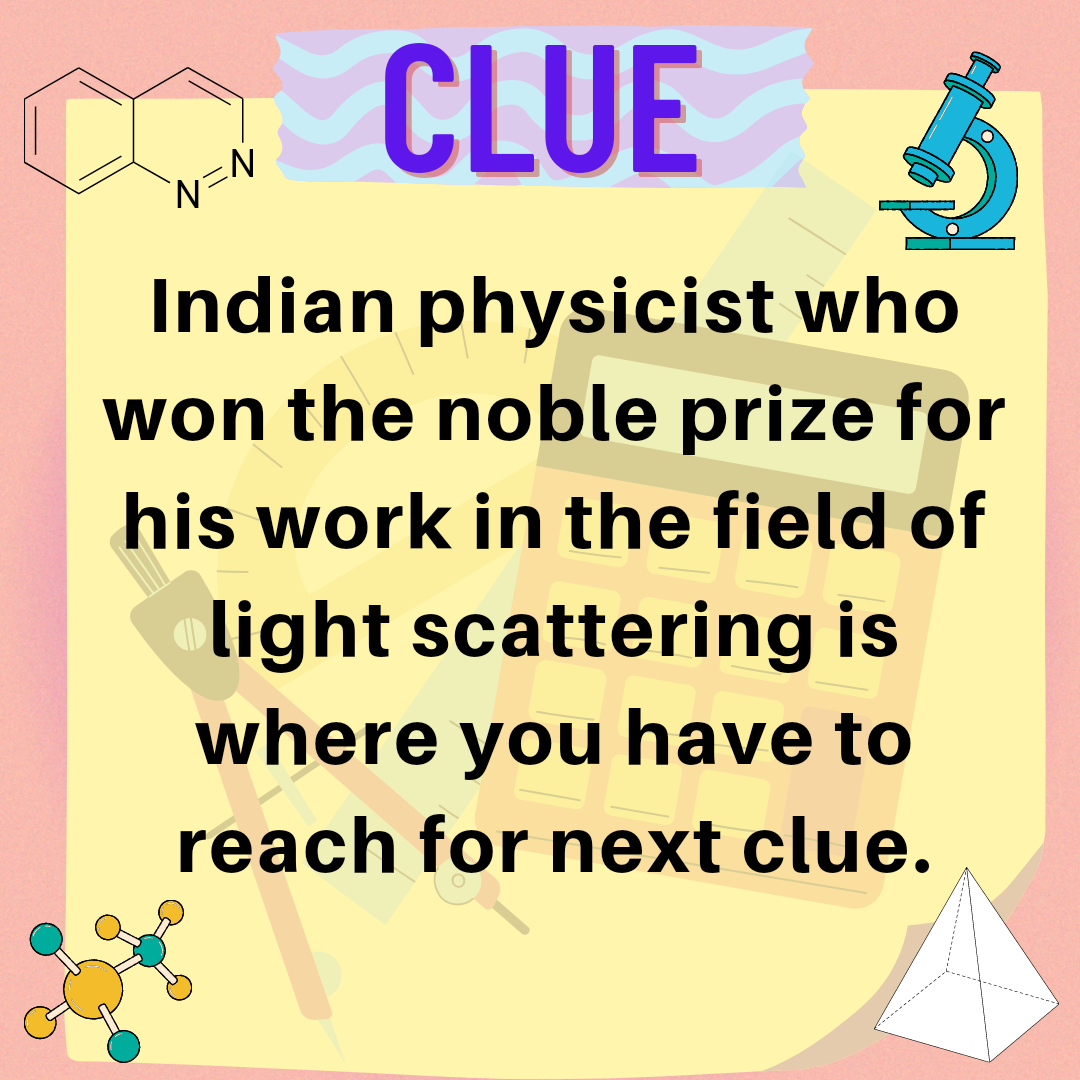 CLUE
N
N
Indian physicist who
won the noble prize for
his work in the field of
light scattering is
where you have to
reach for next clue.